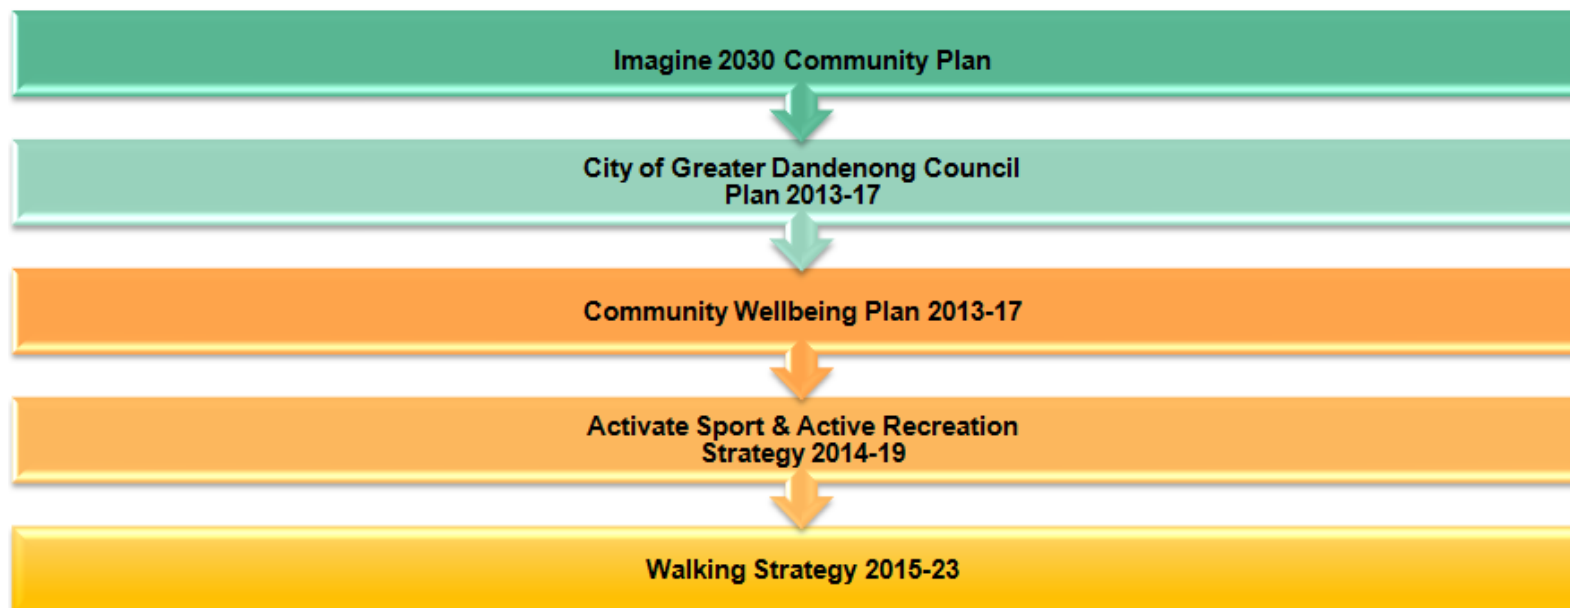 Imagine 2030 Community Plan
City of Greater Dandenong Council
Plan 2013-17
Community Wellbeing Plan 2013-17
Activate Sport & Active Recreation
Strategy 2014-19
Walking Strategy 2015-23